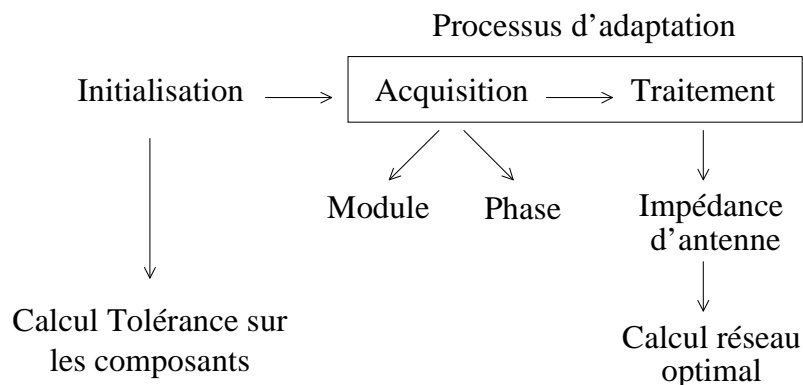 Processus d’adaptation
Initialisation
Acquisition
Traitement
Module
Phase
Impédance
d’antenne
Calcul Tolérance sur
les composants
Calcul réseau
optimal